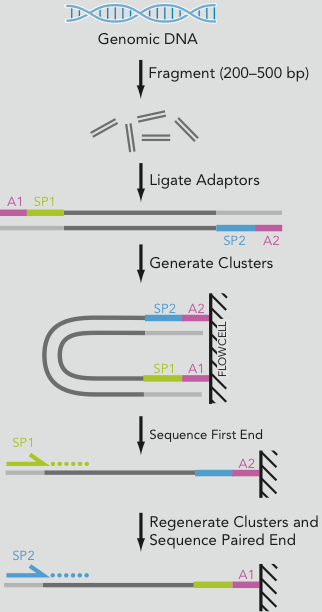 Genomic DNA
Fragment (200–500 bp)
Ligate Adaptors
A1 SP1
SP2 A2
Generate Clusters
SP2 A2
FLOWCELL
SP1 A1
Sequence First End
SP1
A2
Regenerate Clusters and
Sequence Paired End
SP2
A1